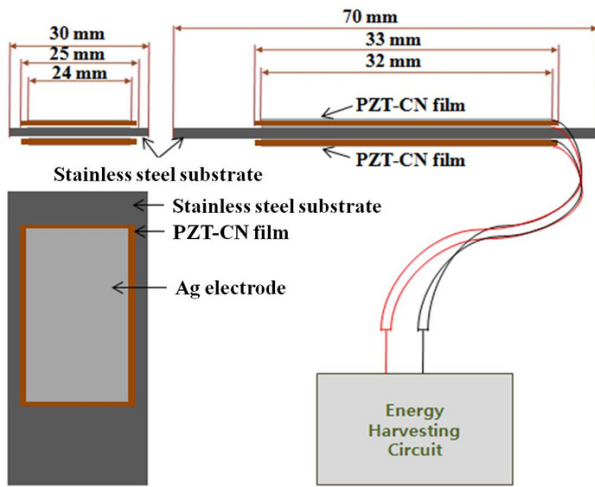 30 mm
25 mm
24 mm
70 mm
33 mm
32 mm
PZT-CN film
PZT-CN film
Stainless steel substrate
Stainless steel substrate
PZT-CN film
Ag electrode
Energy
Harvesting
Circuit